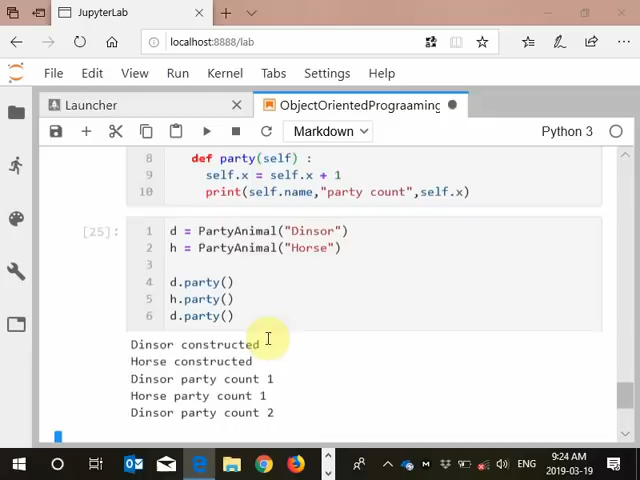 JupyterLab
localhost:8888/lab
File Edit View Run Kernel Tabs Settings Help
Launcher
ObjectOrientedPrograaming
Markdown
Python 3
8 def party(self) :
9 self.x = self.x + 1
10 print(self.name,"party count",self.x)
[25]:
1 d = PartyAnimal("Dinsor")
2 h = PartyAnimal("Horse")
3
4 d.party()
5 h.party()
6 d.party()
Dinsor constructed
Horse constructed
Dinsor party count 1
Horse party count 1
Dinsor party count 2
ENG
9:24 AM
2019-03-19